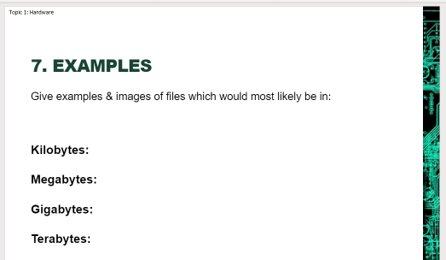 Topic 1: Hardware
7. EXAMPLES
Give examples & images of files which would most likely be in:
Kilobytes:
Megabytes:
Gigabytes:
Terabytes: